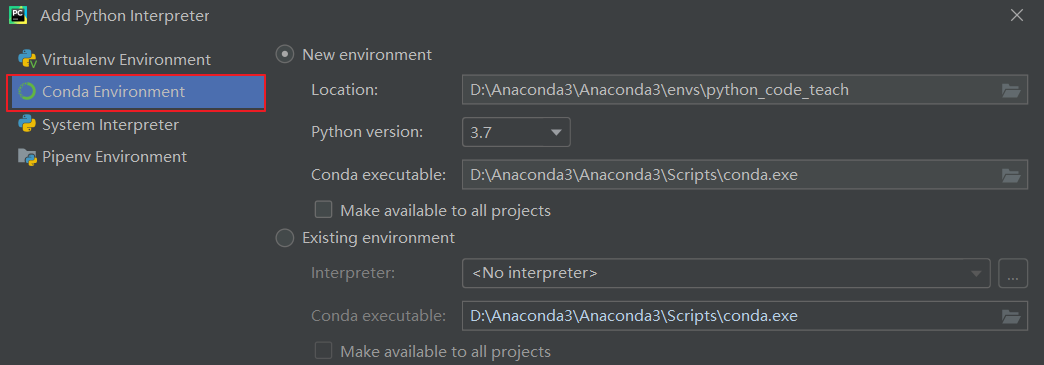 PC Add Python Interpreter
Virtualenv Environment
Conda Environment
System Interpreter
Pipenv Environment
New environment
Location: D:\Anaconda3\Anaconda3\envs\python_code_teach
Python version: 3.7
Conda executable: D:\Anaconda3\Anaconda3\Scripts\conda.exe
Make available to all projects
Existing environment
Interpreter: <No interpreter> ...
Conda executable: D:\Anaconda3\Anaconda3\Scripts\conda.exe
Make available to all projects